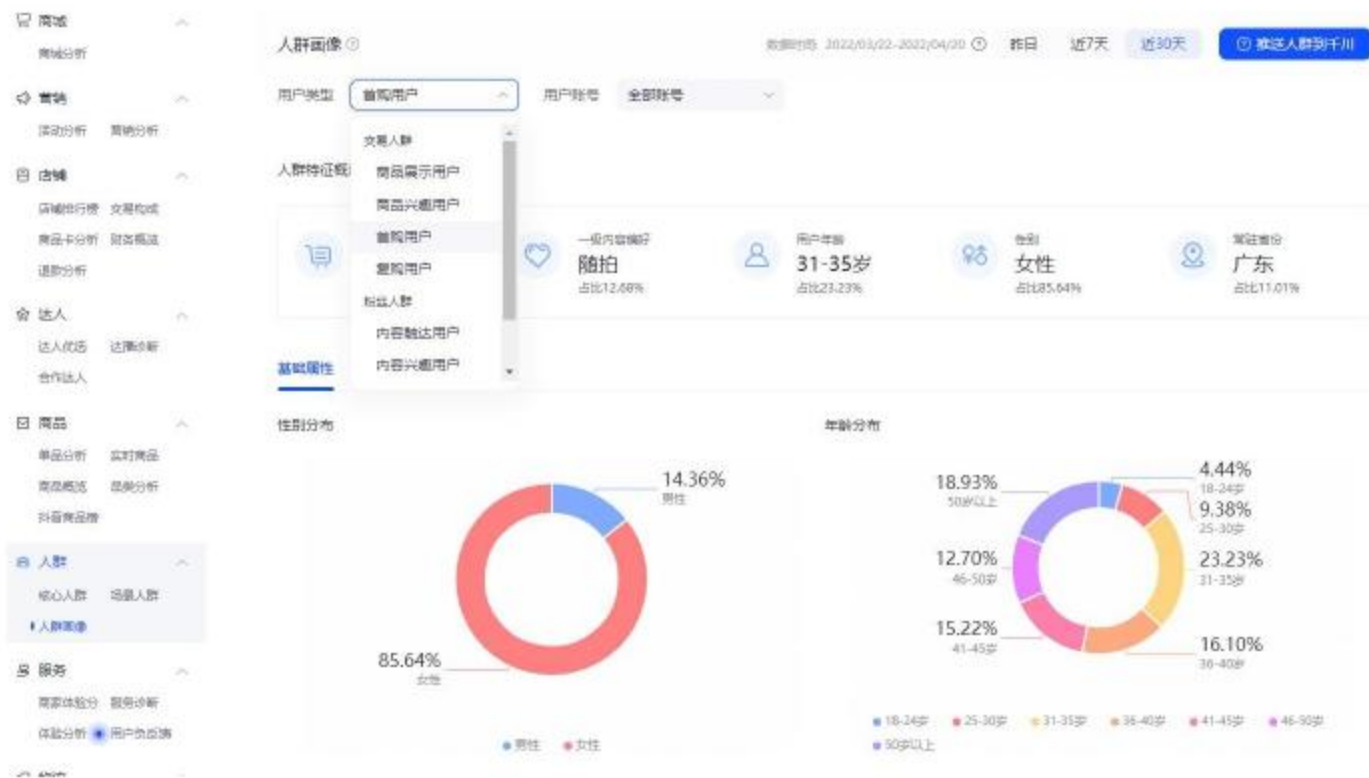 商城
商城分析
营销
活动分析 营销分析
店铺
店铺排行榜 交易构成
商品卡分析 财务概览
退款分析
达人
达人优选 达播诊断
合作达人
商品
单品分析 实时商品
商品概览 品类分析
抖音商品榜
人群
核心人群 场景人群
人群画像
服务
商家体验分 服务诊断
体验分析 用户负反馈
人群画像
数据时间 2022/03/22-2022/04/20 昨日 近7天 近30天 推送人群到千川
用户类型 首购用户 用户账号 全部账号
交易人群
商品展示用户
商品兴趣用户
首购用户
复购用户
粉丝人群
内容触达用户
内容兴趣用户
人群特征概
一级内容偏好
随拍
占比12.68%
用户年龄
31-35岁
占比23.23%
性别
女性
占比85.64%
常驻省份
广东
占比11.01%
基础属性
性别分布
14.36%
男性
85.64%
女性
男性 女性
年龄分布
4.44%
18-24岁
9.38%
25-30岁
23.23%
31-35岁
16.10%
36-40岁
15.22%
41-45岁
12.70%
46-50岁
18.93%
50岁以上
18-24岁 25-30岁 31-35岁 36-40岁 41-45岁 46-50岁
50岁以上